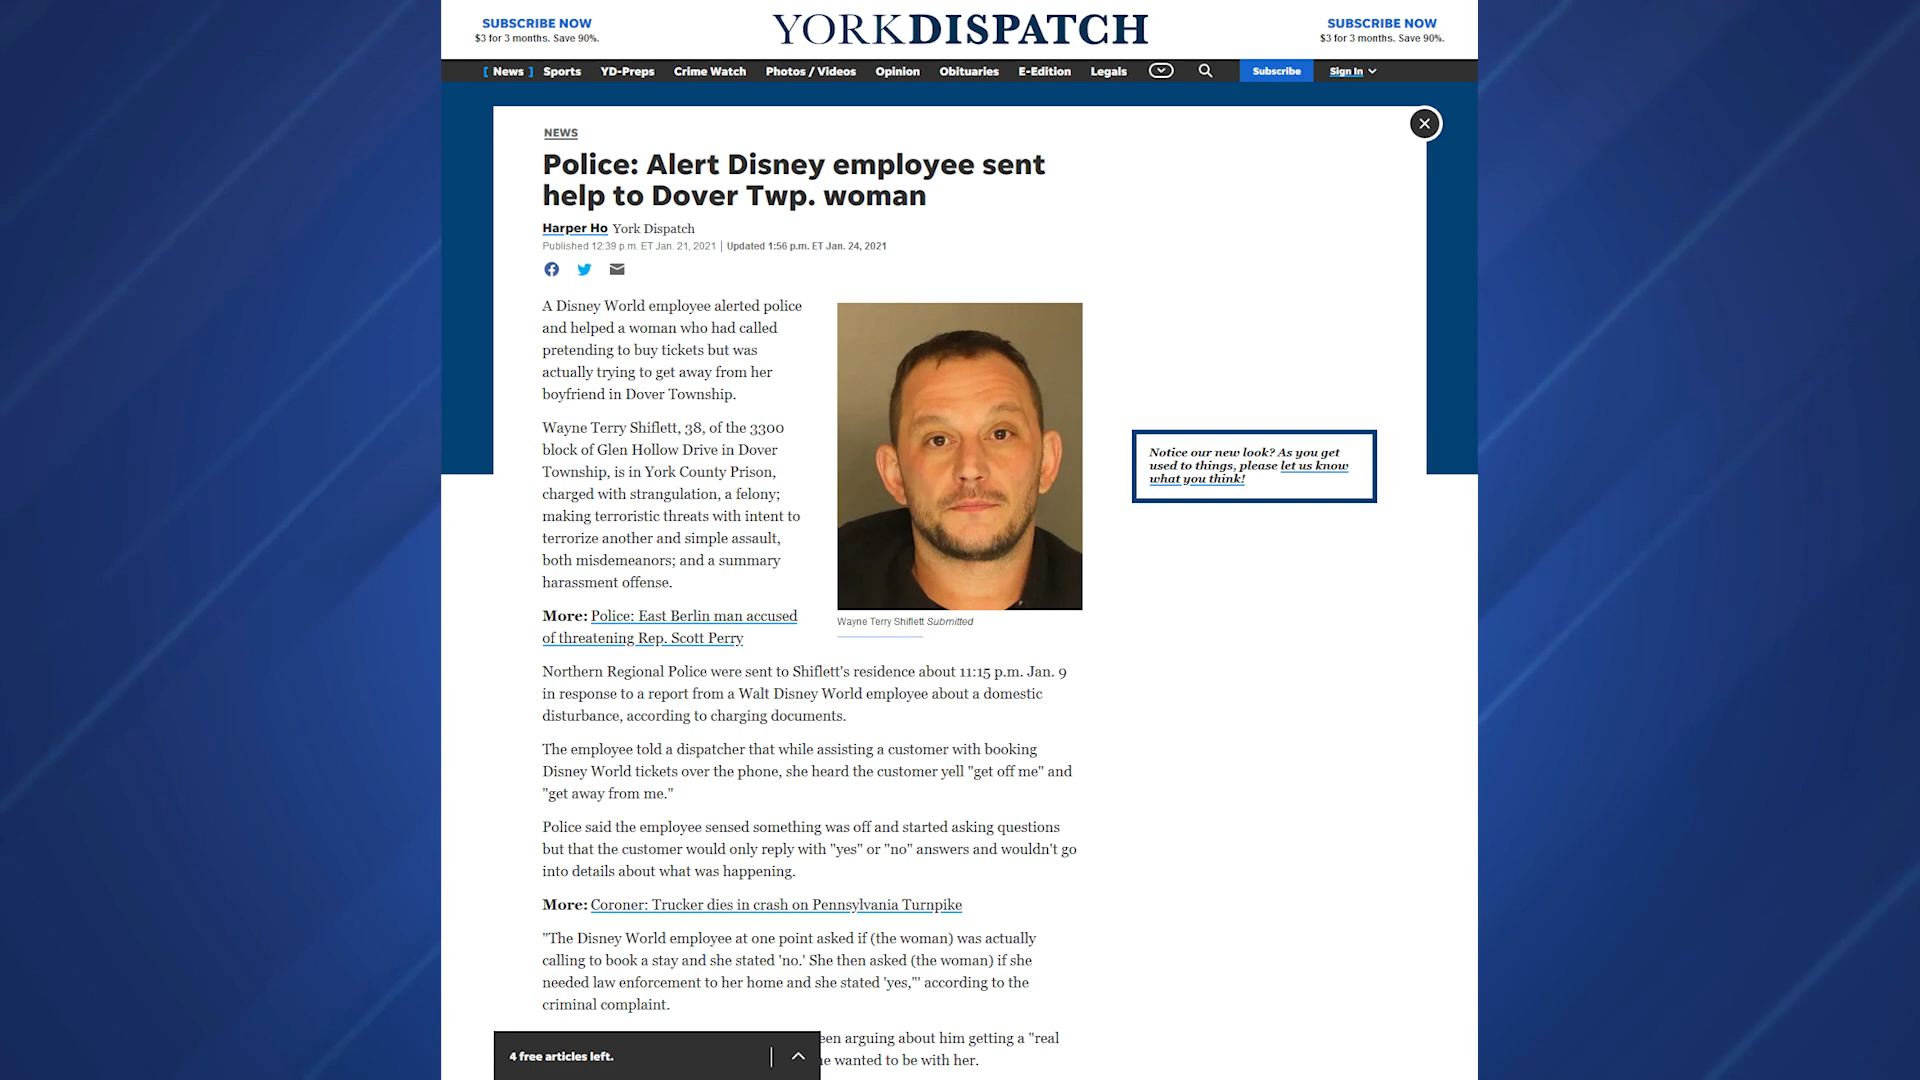 SUBSCRIBE NOW
$3 for 3 months. Save 90%.
YORK DISPATCH
SUBSCRIBE NOW
$3 for 3 months. Save 90%.
[ News ] Sports YD-Preps Crime Watch Photos / Videos Opinion Obituaries E-Edition Legals Subscribe Sign In
NEWS
Police: Alert Disney employee sent
help to Dover Twp. woman
Harper Ho York Dispatch
Published 12:39 p.m. ET Jan. 21, 2021 | Updated 1:56 p.m. ET Jan. 24, 2021
A Disney World employee alerted police
and helped a woman who had called
pretending to buy tickets but was
actually trying to get away from her
boyfriend in Dover Township.
Wayne Terry Shiflett, 38, of the 3300
block of Glen Hollow Drive in Dover
Township, is in York County Prison,
charged with strangulation, a felony;
making terroristic threats with intent to
terrorize another and simple assault,
both misdemeanors; and a summary
harassment offense.
Wayne Terry Shiflett Submitted
Notice our new look? As you get
used to things, please let us know
what you think!
More: Police: East Berlin man accused
of threatening Rep. Scott Perry
Northern Regional Police were sent to Shiflett's residence about 11:15 p.m. Jan. 9
in response to a report from a Walt Disney World employee about a domestic
disturbance, according to charging documents.
The employee told a dispatcher that while assisting a customer with booking
Disney World tickets over the phone, she heard the customer yell "get off me" and
"get away from me."
Police said the employee sensed something was off and started asking questions
but that the customer would only reply with "yes" or "no" answers and wouldn't go
into details about what was happening.
More: Coroner: Trucker dies in crash on Pennsylvania Turnpike
"The Disney World employee at one point asked if (the woman) was actually
calling to book a stay and she stated 'no.' She then asked (the woman) if she
needed law enforcement to her home and she stated 'yes,'" according to the
criminal complaint.
arguing about him getting a "real
wanted to be with her.
4 free articles left.